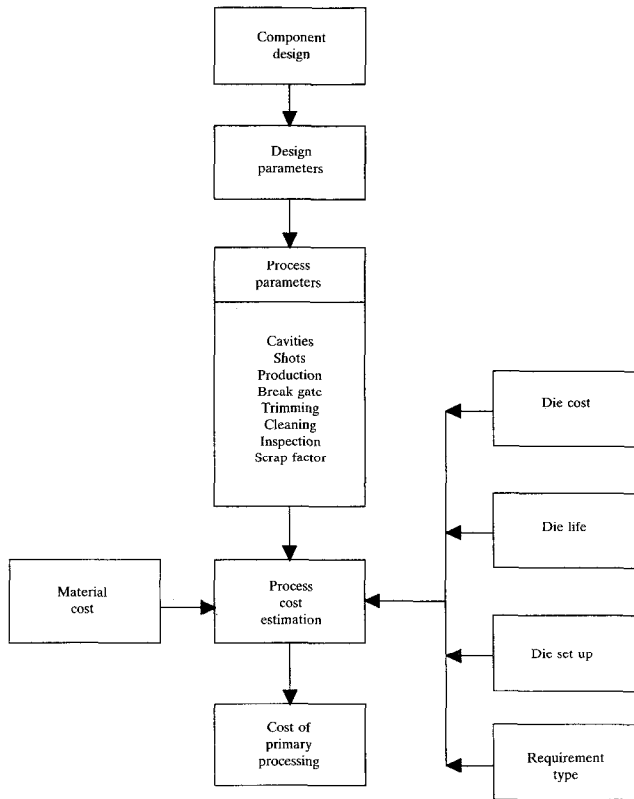 Component
design
Design
parameters
Process
parameters
Cavities
Shots
Production
Break gate
Trimming
Cleaning
Inspection
Scrap factor
Die cost
Die life
Material
cost
Process
cost
estimation
Die set up
Cost of
primary
processing
Requirement
type